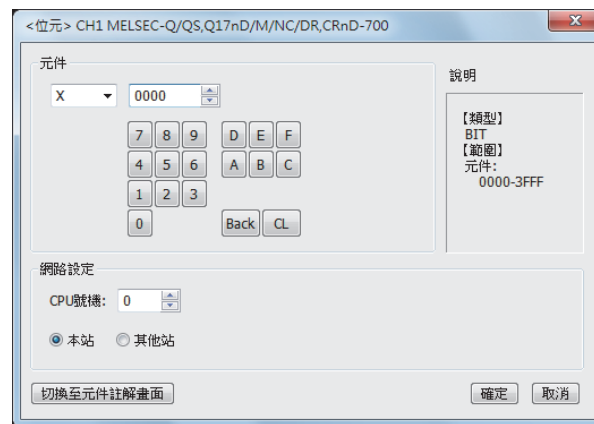 <位元> CH1 MELSEC-Q/QS,Q17nD/M/NC/DR,CRnD-700
元件
X 0000
7 8 9 D E F
4 5 6 A B C
1 2 3
0 Back CL
說明
【類型】
BIT
【範圍】
元件:
0000-3FFF
網路設定
CPU號機: 0
本站 其他站
切換至元件註解畫面 確定 取消